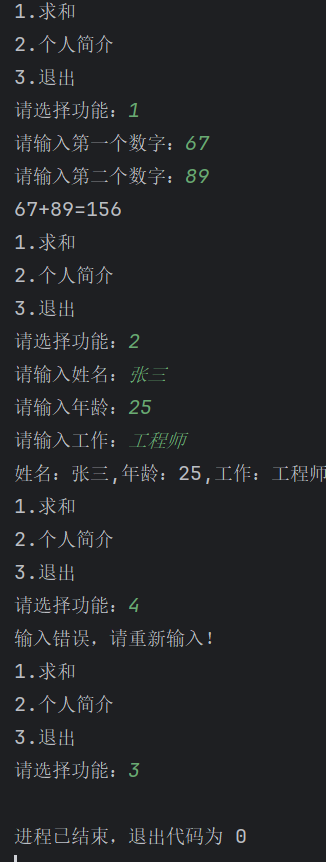 1.求和
2.个人简介
3.退出
请选择功能：1
请输入第一个数字：67
请输入第二个数字：89
67+89=156
1.求和
2.个人简介
3.退出
请选择功能：2
请输入姓名：张三
请输入年龄：25
请输入工作：工程师
姓名：张三,年龄：25,工作：工程师
1.求和
2.个人简介
3.退出
请选择功能：4
输入错误，请重新输入！
1.求和
2.个人简介
3.退出
请选择功能：3
进程已结束，退出代码为 0